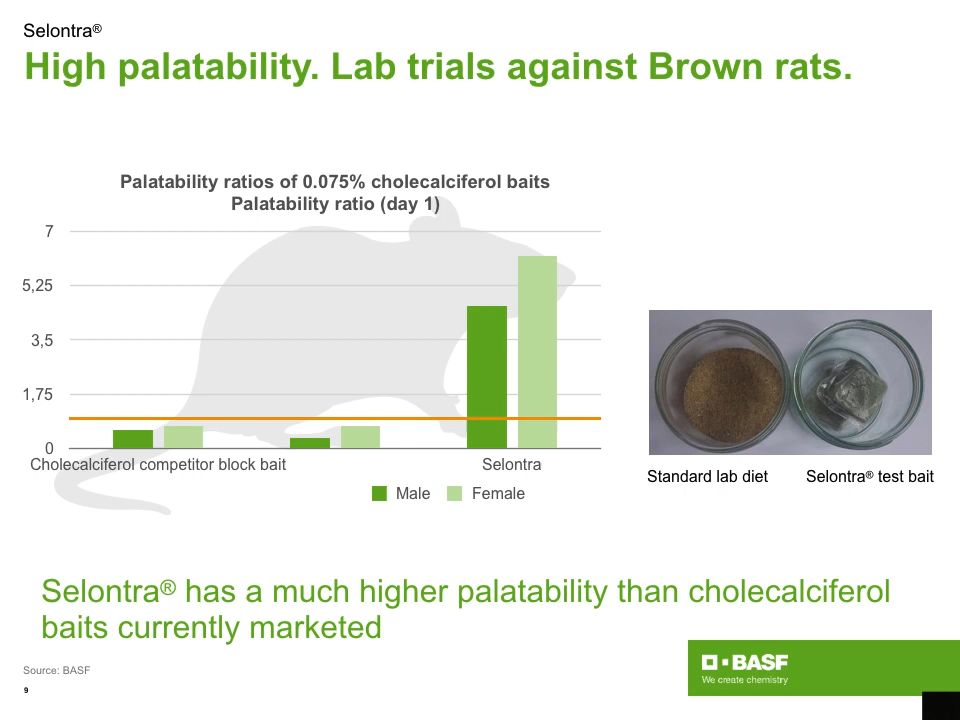 Selontra®
High palatability. Lab trials against Brown rats.
Palatability ratios of 0.075% cholecalciferol baits
Palatability ratio (day 1)
7
5,25
3,5
1,75
0
Cholecalciferol competitor block bait
Selontra
Male
Female
Standard lab diet
Selontra® test bait
Selontra® has a much higher palatability than cholecalciferol
baits currently marketed
Source: BASF
9
BASF
We create chemistry